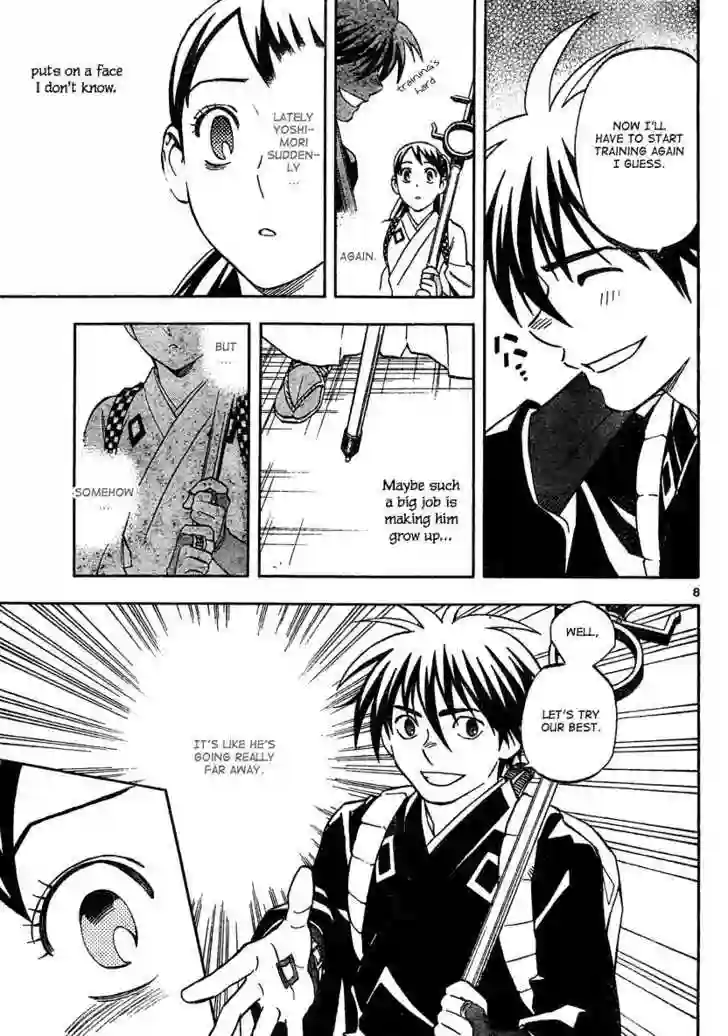 NOW I'LL
HAVE TO START
TRAINING AGAIN
I GUESS.
training's
hard
AGAIN.
LATELY
YOSHI-
MORI
SUDDEN-
LY
...
puts on a face
I don't know.
Maybe such
a big job is
making him
grow up...
BUT
...
SOMEHOW
...
8
WELL,
LET'S TRY
OUR BEST.
IT'S LIKE HE'S
GOING REALLY
FAR AWAY.